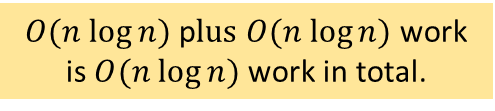 O(n log n) plus O(n log n) work
is O(n log n) work in total.